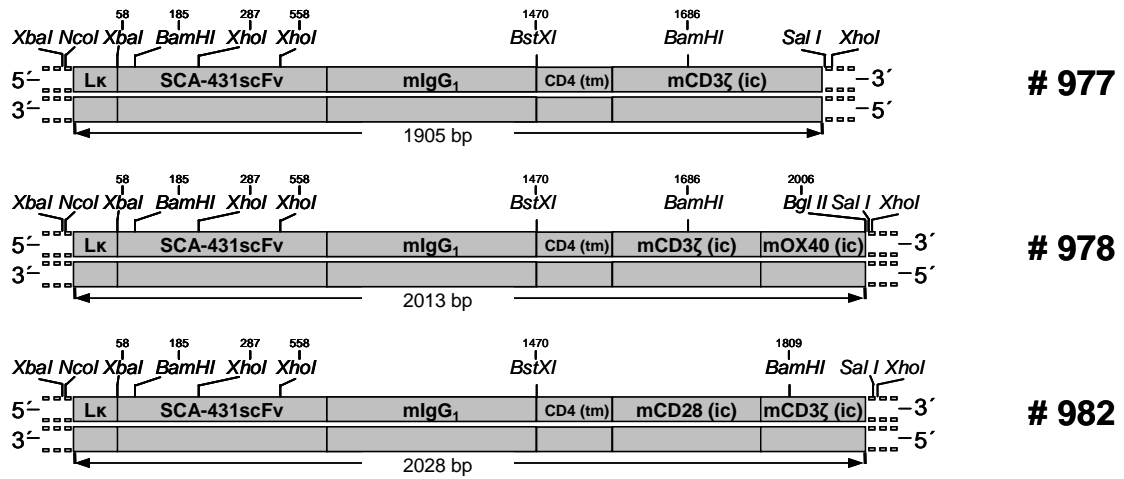 58 185 287 558 1470 1686
XbaI NcoI XbaI BamHI XhoI XhoI BstXI BamHI Sal I XhoI
5´ Lκ SCA-431scFv mIgG₁ CD4 (tm) mCD3ζ (ic) 3´ # 977
3´ 5´
1905 bp
58 185 287 558 1470 1686 2006
XbaI NcoI XbaI BamHI XhoI XhoI BstXI BamHI Bgl II Sal I XhoI
5´ Lκ SCA-431scFv mIgG₁ CD4 (tm) mCD3ζ (ic) mOX40 (ic) 3´ # 978
3´ 5´
2013 bp
58 185 287 558 1470 1809
XbaI NcoI XbaI BamHI XhoI XhoI BstXI BamHI Sal I XhoI
5´ Lκ SCA-431scFv mIgG₁ CD4 (tm) mCD28 (ic) mCD3ζ (ic) 3´ # 982
3´ 5´
2028 bp